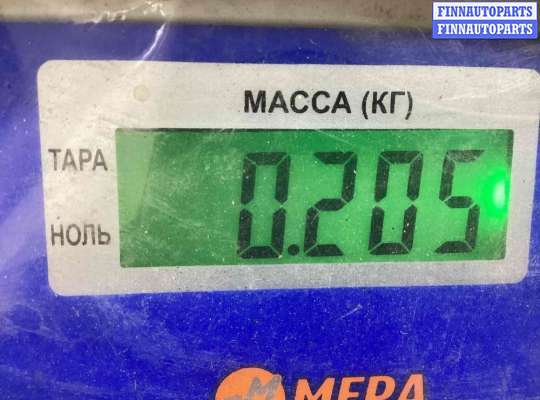 FINNAUTOPARTS
FINNAUTOPARTS
МАССА (КГ)
ТАРА
0.205
НОЛЬ
МЕРА